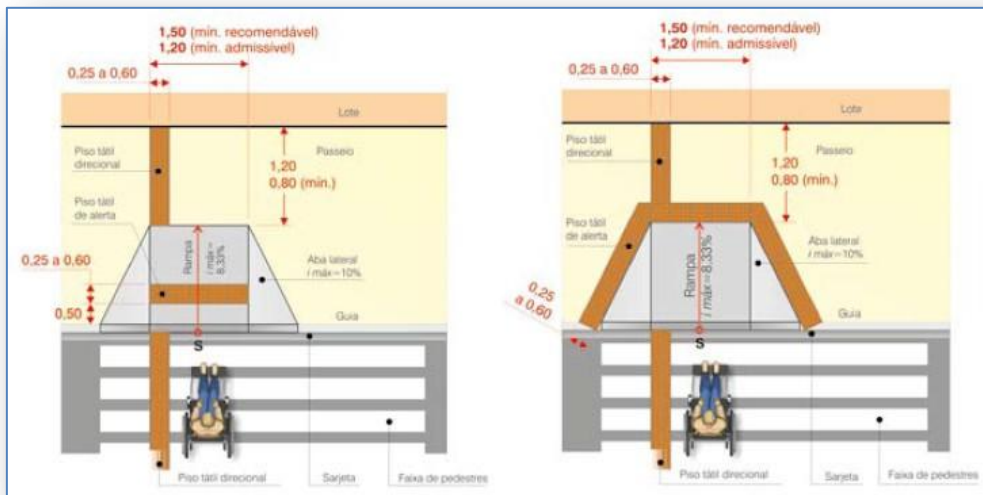 1,50 (mín. recomendável)
1,20 (mín. admissível)
0,25 a 0,60
Lote
Piso tátil
direcional
Passeio
1,20
0,80 (mín.)
Piso tátil
de alerta
Rampa
i máx=
8,33%
Aba lateral
i máx=10%
0,25 a 0,60
0,50
Guia
S
Piso tátil direcional
Sarjeta
Faixa de pedestres
1,50 (mín. recomendável)
1,20 (mín. admissível)
0,25 a 0,60
Lote
Piso tátil
direcional
Passeio
1,20
0,80 (mín.)
Piso tátil
de alerta
Rampa
i máx=8,33%
Aba lateral
i máx=10%
0,25
a 0,60
Guia
S
Piso tátil direcional
Sarjeta
Faixa de pedestres